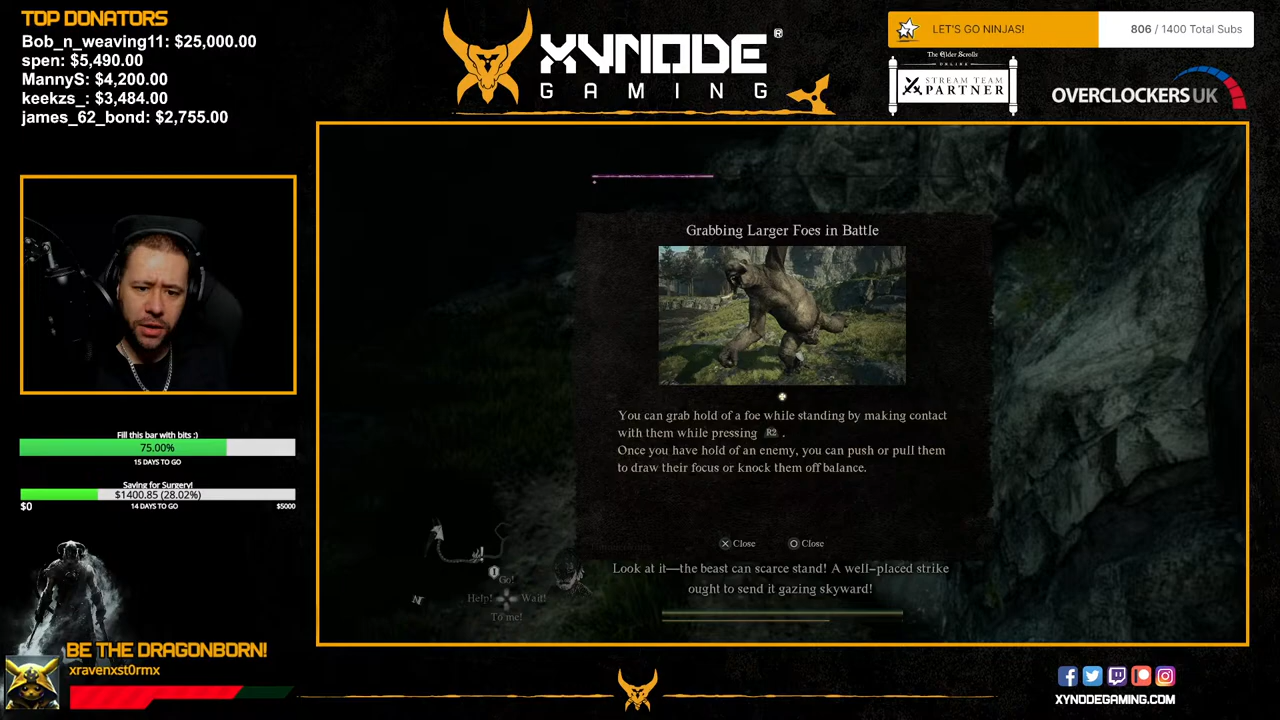 TOP DONATORS
Bob_n_weaving11: $25,000.00
spen: $5,490.00
MannyS: $4,200.00
keekzs_: $3,484.00
james_62_bond: $2,755.00
XYNODE ®
GAMING
LET'S GO NINJAS!
806 / 1400 Total Subs
The Elder Scrolls
ONLINE
STREAM TEAM
PARTNER
OVERCLOCKERS UK
Grabbing Larger Foes in Battle
You can grab hold of a foe while standing by making contact
with them while pressing R2 .
Once you have hold of an enemy, you can push or pull them
to draw their focus or knock them off balance.
Close
Close
Look at it—the beast can scarce stand! A well-placed strike
ought to send it gazing skyward!
Go!
Help! Wait!
To me!
N
Fill this bar with bits :)
75.00%
15 DAYS TO GO
Saving for Surgery!
$1400.85 (28.02%)
$0 14 DAYS TO GO $5000
BE THE DRAGONBORN!
xravenxst0rmx
XYNODEGAMING.COM